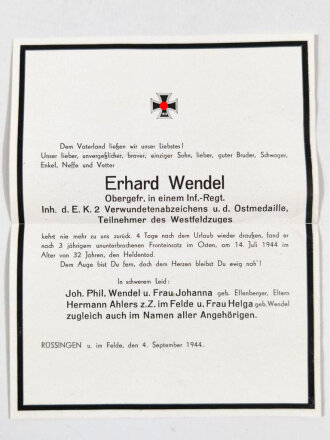 Dem Vaterland ließen wir unser Liebstes!
Unser lieber, unvergeßlicher, braver, einziger Sohn, lieber, guter Bruder, Schwager,
Enkel, Neffe und Vetter
Erhard Wendel
Obergefr. in einem Inf.-Regt.
Inh. d. E. K. 2 Verwundetenabzeichens u. d. Ostmedaille,
Teilnehmer des Westfeldzuges
kehrt nie mehr zu uns zurück. 4 Tage nach dem Urlaub wieder draußen, fand er
nach 3 jährigem ununterbrochenen Fronteinsatz im Osten, am 14. Juli 1944 im
Alter von 32 Jahren, den Heldentod.
Dem Auge bist Du fern, doch dem Herzen bleibst Du ewig nah'!
In schwerem Leid:
Joh. Phil. Wendel u. Frau Johanna geb. Ellenberger, Eltern
Hermann Ahlers z.Z. im Felde u. Frau Helga geb. Wendel
zugleich auch im Namen aller Angehörigen.
RÜSSINGEN u. im Felde, den 4. September 1944.